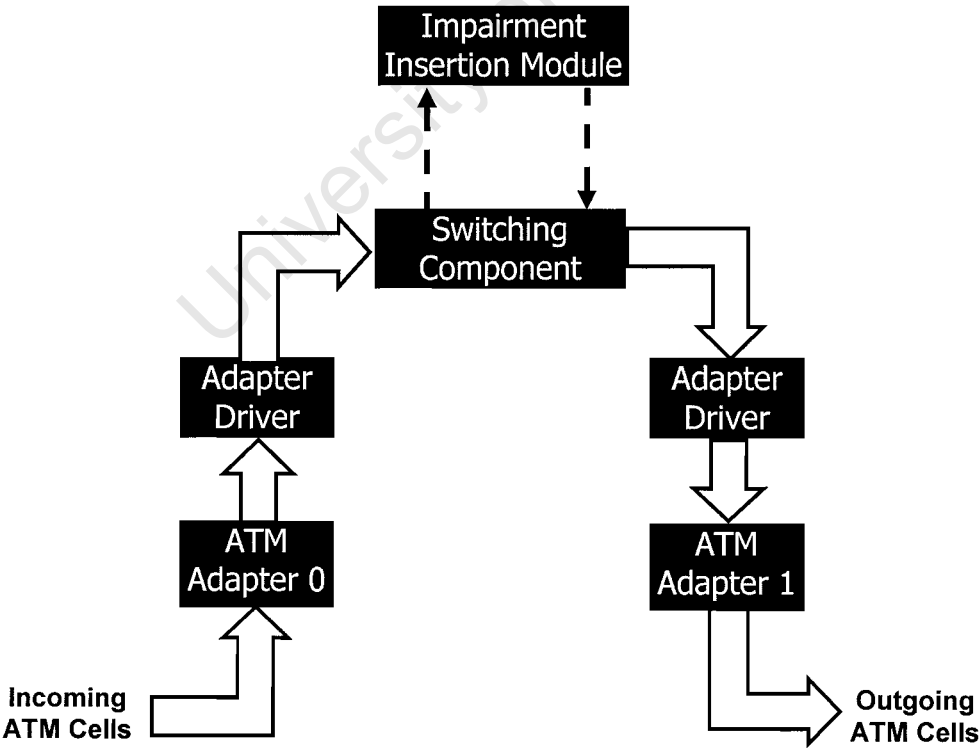 Impairment
Insertion Module
Switching
Component
Adapter
Driver
Adapter
Driver
ATM
Adapter 0
ATM
Adapter 1
Incoming
ATM Cells
Outgoing
ATM Cells
University